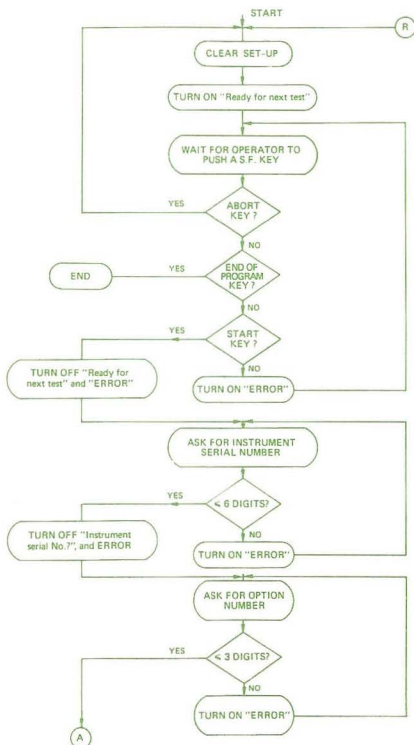 START
R
CLEAR SET-UP
TURN ON "Ready for next test"
WAIT FOR OPERATOR TO
PUSH A S.F. KEY
YES
ABORT
KEY ?
NO
END
YES
END OF
PROGRAM
KEY ?
NO
YES
START
KEY ?
NO
TURN OFF "Ready for
next test" and "ERROR"
TURN ON "ERROR"
ASK FOR INSTRUMENT
SERIAL NUMBER
YES
≤ 6 DIGITS?
NO
TURN OFF "Instrument
serial No.?", and ERROR
TURN ON "ERROR"
ASK FOR OPTION
NUMBER
YES
≤ 3 DIGITS?
NO
TURN ON "ERROR"
A